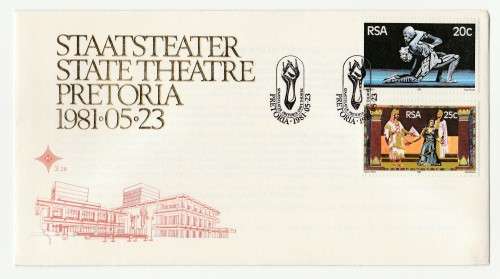 STAATSTEATER
STATE THEATRE
PRETORIA
1981·05·23
RSA 20c
RSA 25c
PRETORIA·1981·05·23
PRETORIA·1981·05·23